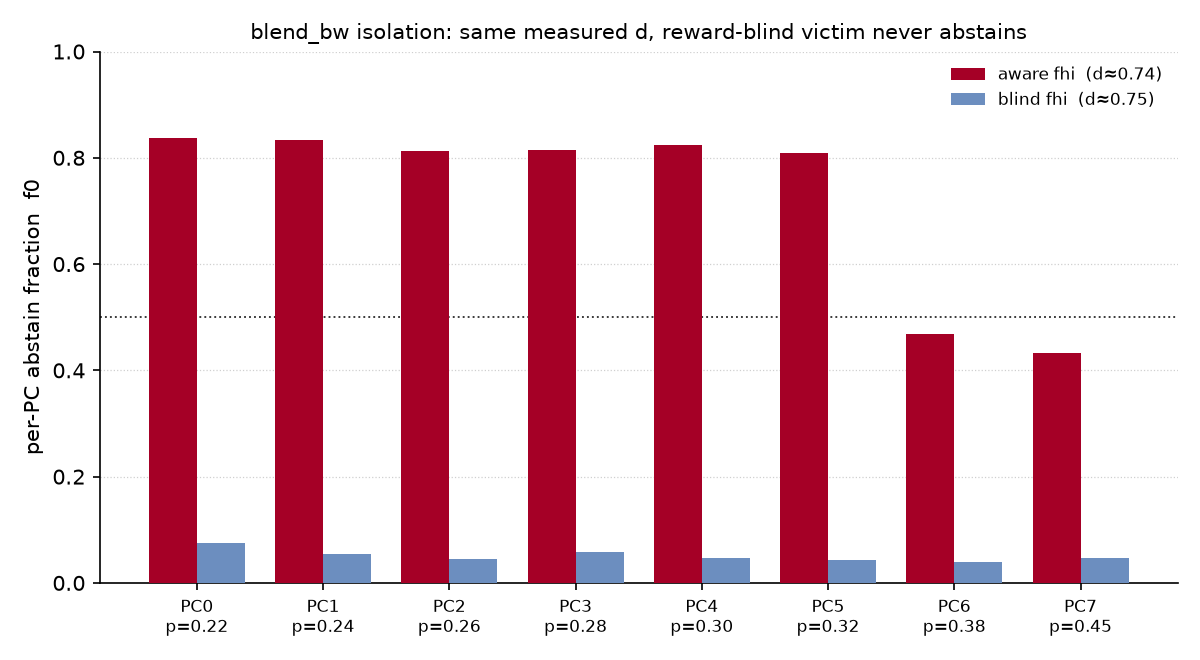 blend_bw isolation: same measured d, reward-blind victim never abstains
aware fhi  (d≈0.74)
blind fhi  (d≈0.75)
per-PC abstain fraction  f0
1.0
0.8
0.6
0.4
0.2
0.0
PC0 PC1 PC2 PC3 PC4 PC5 PC6 PC7
p=0.22 p=0.24 p=0.26 p=0.28 p=0.30 p=0.32 p=0.38 p=0.45